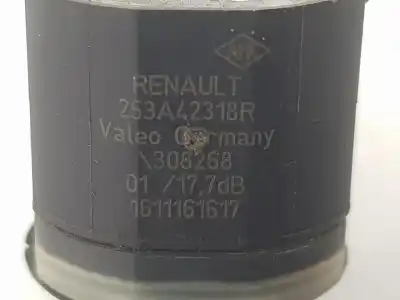 RENAULT
253A42318R
Valeo Germany
\308268
01 /17,7dB
1611161617